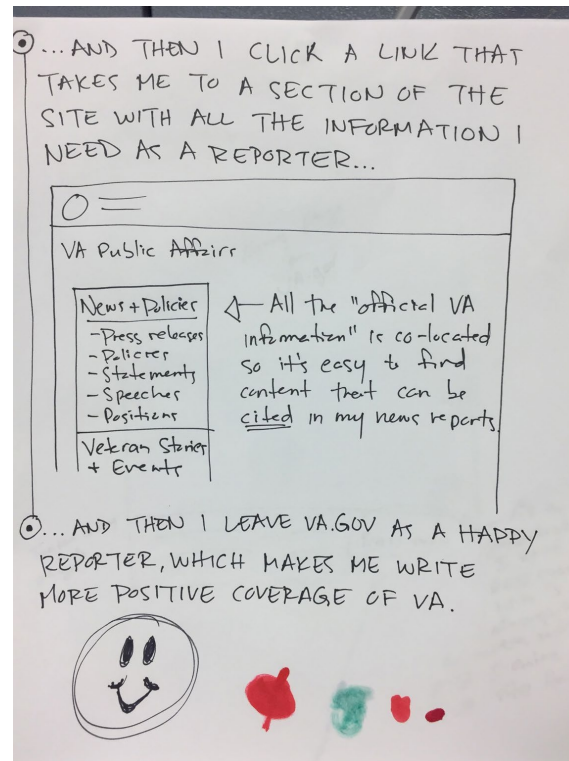 ...AND THEN I CLICK A LINK THAT
TAKES ME TO A SECTION OF THE
SITE WITH ALL THE INFORMATION I
NEED AS A REPORTER...
VA Public Affairs
News + Policies
- Press releases
- Policies
- Statements
- Speeches
- Positions
Veteran Stories
+ Events
All the "official VA
information" is co-located
so it's easy to find
content that can be
cited in my news reports.
...AND THEN I LEAVE VA.GOV AS A HAPPY
REPORTER, WHICH MAKES ME WRITE
MORE POSITIVE COVERAGE OF VA.